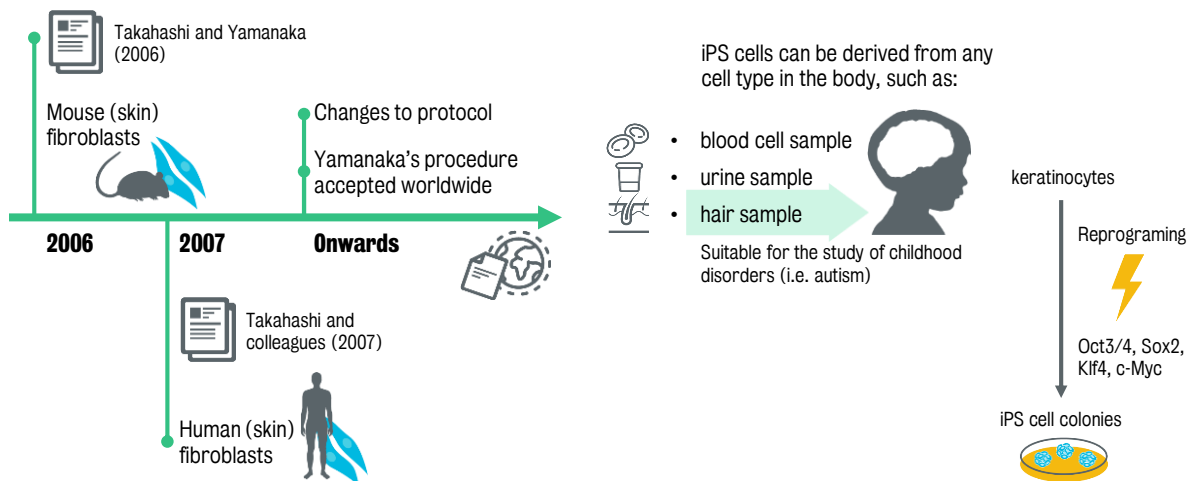 Takahashi and Yamanaka
(2006)
Mouse (skin)
fibroblasts
Changes to protocol
Yamanaka's procedure
accepted worldwide
2006
2007
Onwards
Takahashi and
colleagues (2007)
Human (skin)
fibroblasts
iPS cells can be derived from any
cell type in the body, such as:
• blood cell sample
• urine sample
• hair sample
Suitable for the study of childhood
disorders (i.e. autism)
keratinocytes
Reprograming
Oct3/4, Sox2,
Klf4, c-Myc
iPS cell colonies